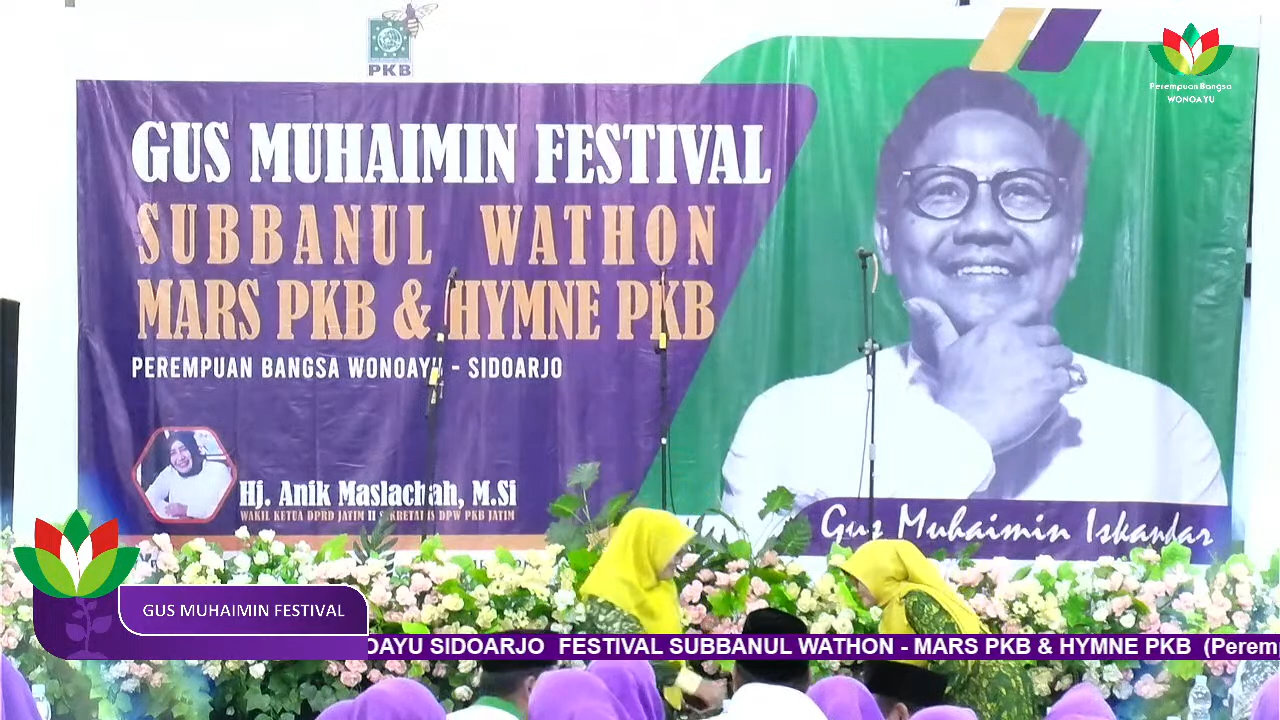 PKB
Perempuan Bangsa
WONOAYU
GUS MUHAIMIN FESTIVAL
SUBBANUL WATHON
MARS PKB & HYMNE PKB
PEREMPUAN BANGSA WONOAYU - SIDOARJO
Hj. Anik Maslachah, M.Si
WAKIL KETUA DPRD JATIM II SEKRETARIS DPW PKB JATIM
Gus Muhaimin Iskandar
GUS MUHAIMIN FESTIVAL
OAYU SIDOARJO FESTIVAL SUBBANUL WATHON - MARS PKB & HYMNE PKB (Perem